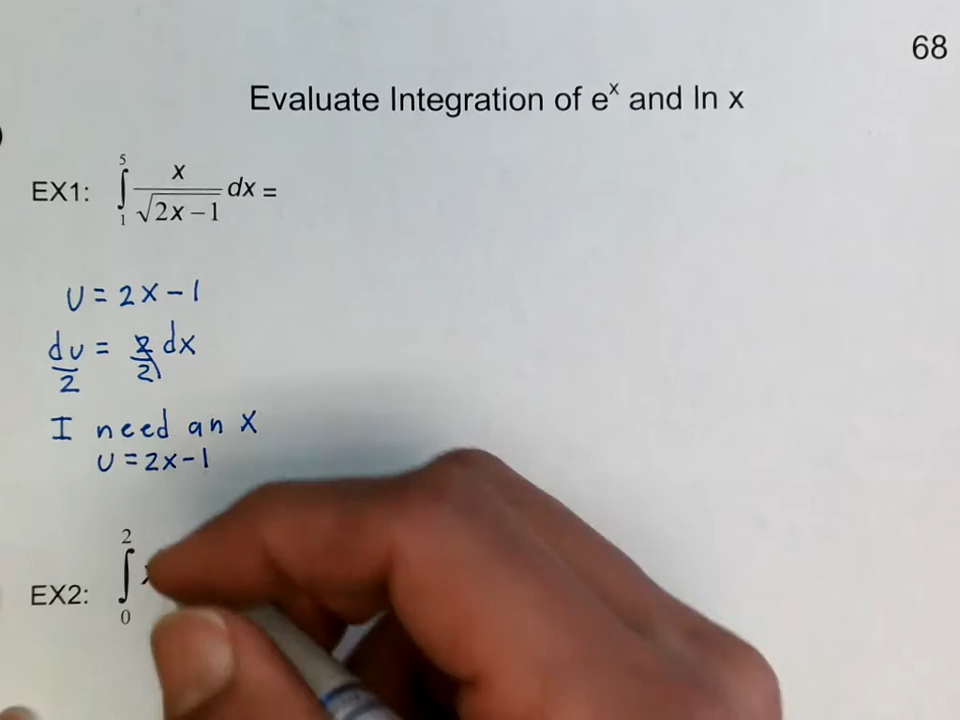 68
Evaluate Integration of eˣ and ln x
EX1: ∫₁⁵ x/√(2x−1) dx =
U = 2x − 1
du/2 = 2/2 dx
I need an x
U = 2x − 1
EX2: ∫₀²